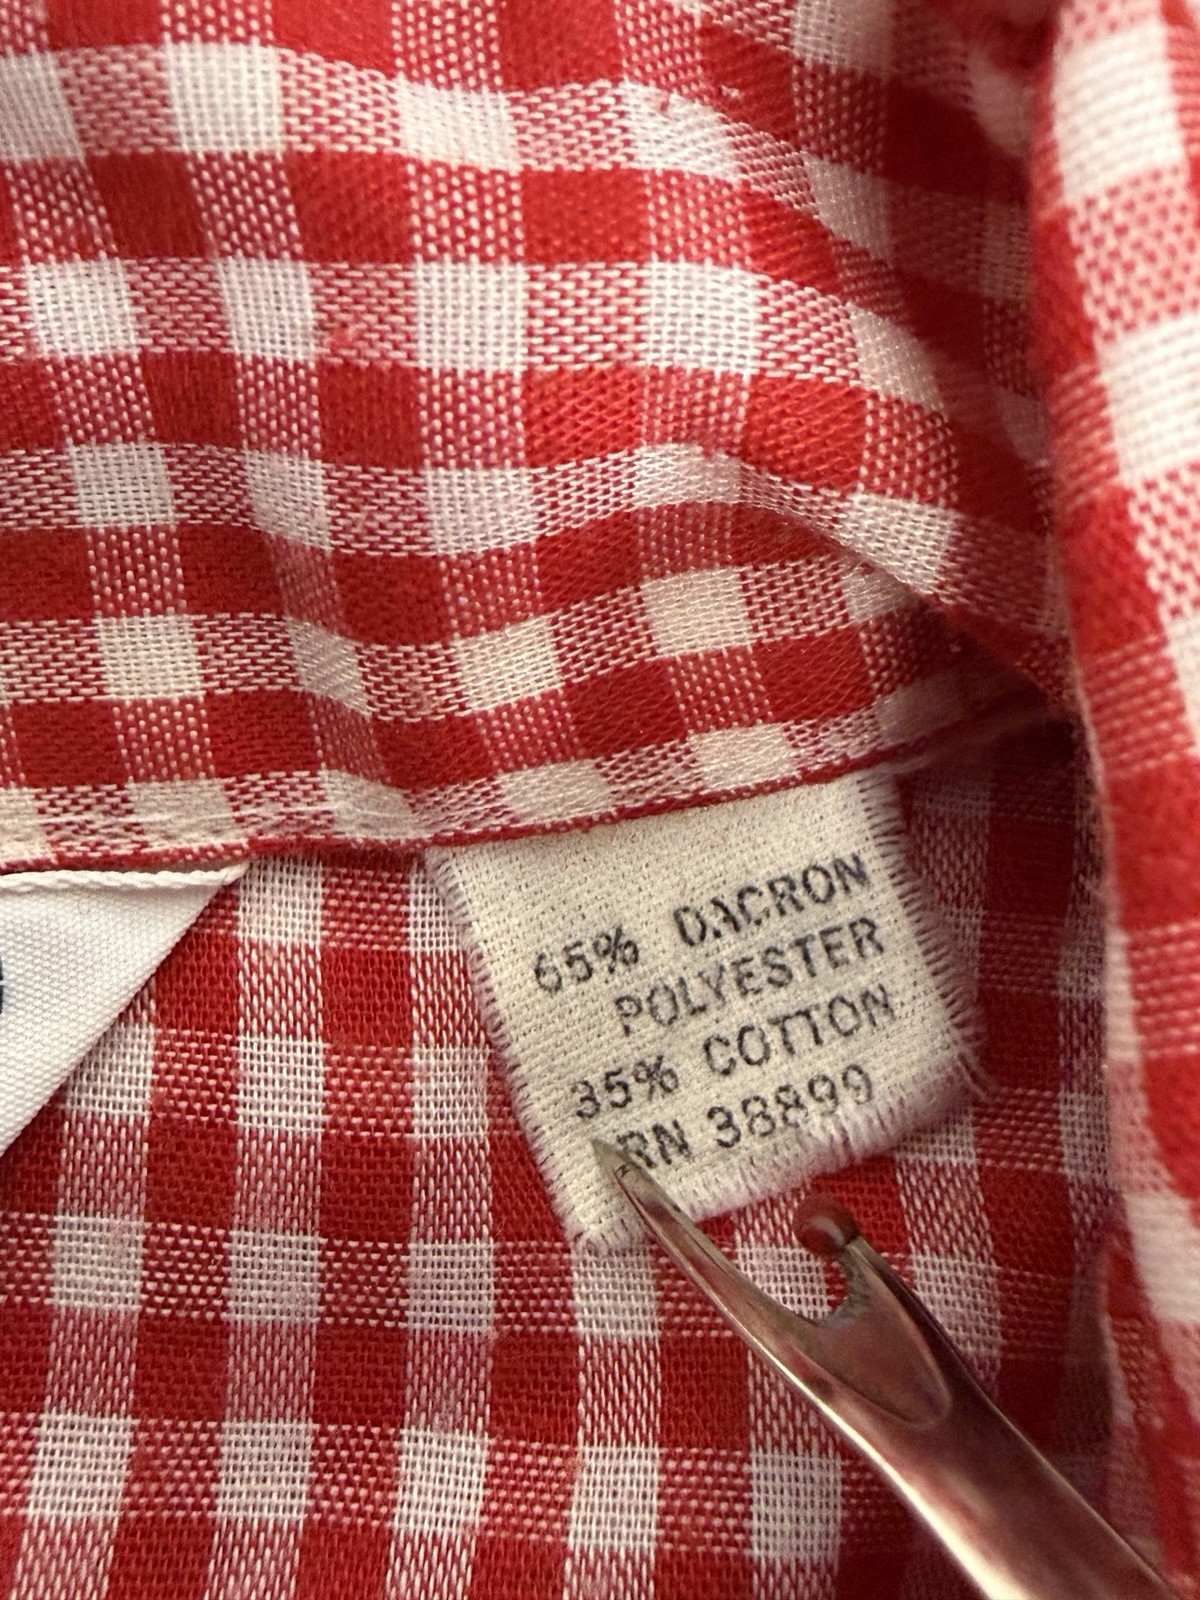 65% DACRON
POLYESTER
35% COTTON
RN 38899